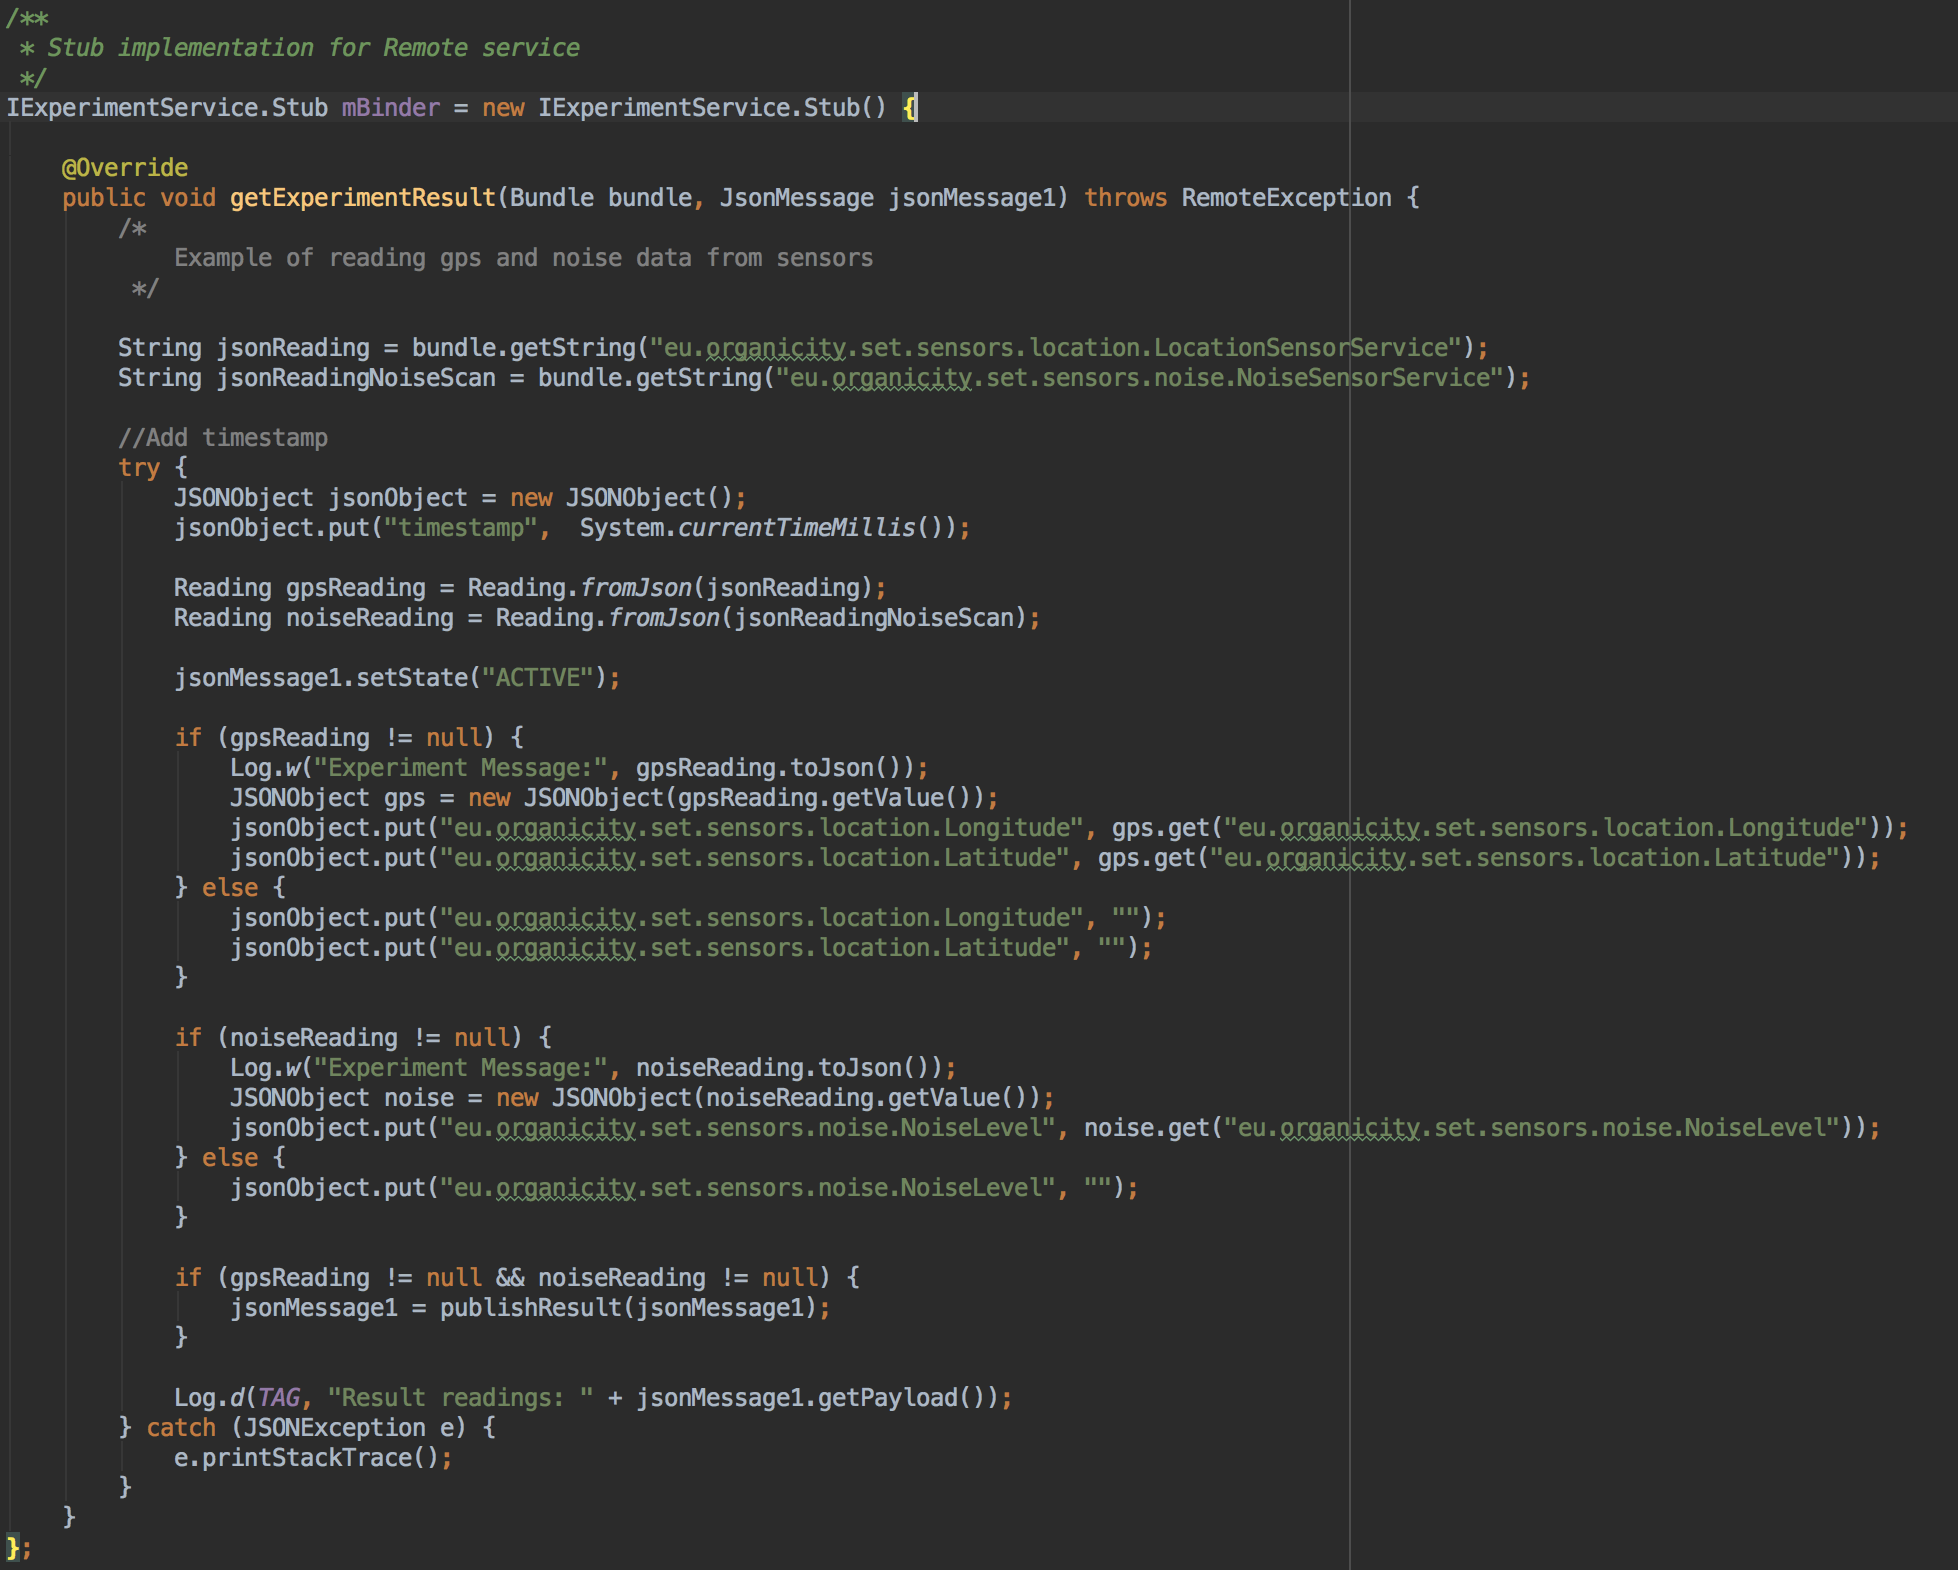 /**
 * Stub implementation for Remote service
 */
IExperimentService.Stub mBinder = new IExperimentService.Stub() {

    @Override
    public void getExperimentResult(Bundle bundle, JsonMessage jsonMessage1) throws RemoteException {
        /*
            Example of reading gps and noise data from sensors
         */

        String jsonReading = bundle.getString("eu.organicity.set.sensors.location.LocationSensorService");
        String jsonReadingNoiseScan = bundle.getString("eu.organicity.set.sensors.noise.NoiseSensorService");

        //Add timestamp
        try {
            JSONObject jsonObject = new JSONObject();
            jsonObject.put("timestamp",  System.currentTimeMillis());

            Reading gpsReading = Reading.fromJson(jsonReading);
            Reading noiseReading = Reading.fromJson(jsonReadingNoiseScan);

            jsonMessage1.setState("ACTIVE");

            if (gpsReading != null) {
                Log.w("Experiment Message:", gpsReading.toJson());
                JSONObject gps = new JSONObject(gpsReading.getValue());
                jsonObject.put("eu.organicity.set.sensors.location.Longitude", gps.get("eu.organicity.set.sensors.location.Longitude"));
                jsonObject.put("eu.organicity.set.sensors.location.Latitude", gps.get("eu.organicity.set.sensors.location.Latitude"));
            } else {
                jsonObject.put("eu.organicity.set.sensors.location.Longitude", "");
                jsonObject.put("eu.organicity.set.sensors.location.Latitude", "");
            }

            if (noiseReading != null) {
                Log.w("Experiment Message:", noiseReading.toJson());
                JSONObject noise = new JSONObject(noiseReading.getValue());
                jsonObject.put("eu.organicity.set.sensors.noise.NoiseLevel", noise.get("eu.organicity.set.sensors.noise.NoiseLevel"));
            } else {
                jsonObject.put("eu.organicity.set.sensors.noise.NoiseLevel", "");
            }

            if (gpsReading != null && noiseReading != null) {
                jsonMessage1 = publishResult(jsonMessage1);
            }

            Log.d(TAG, "Result readings: " + jsonMessage1.getPayload());
        } catch (JSONException e) {
            e.printStackTrace();
        }
    }
};